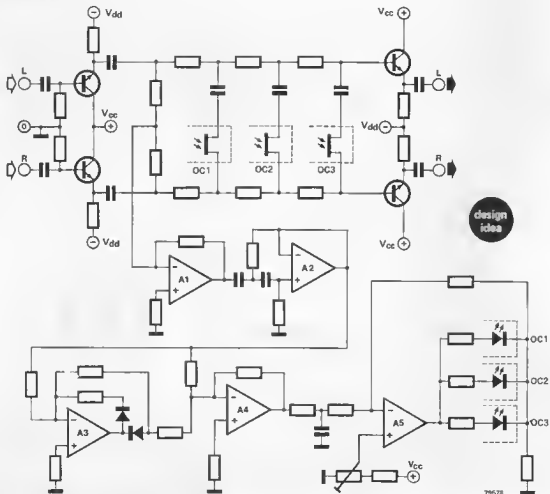 Vdd
Vcc
L
L
0
Vcc
Vdd
OC1
OC2
OC3
R
R
Vdd
Vcc
design
idea
A1
A2
OC1
OC2
A3
A4
A5
OC3
Vcc
79576